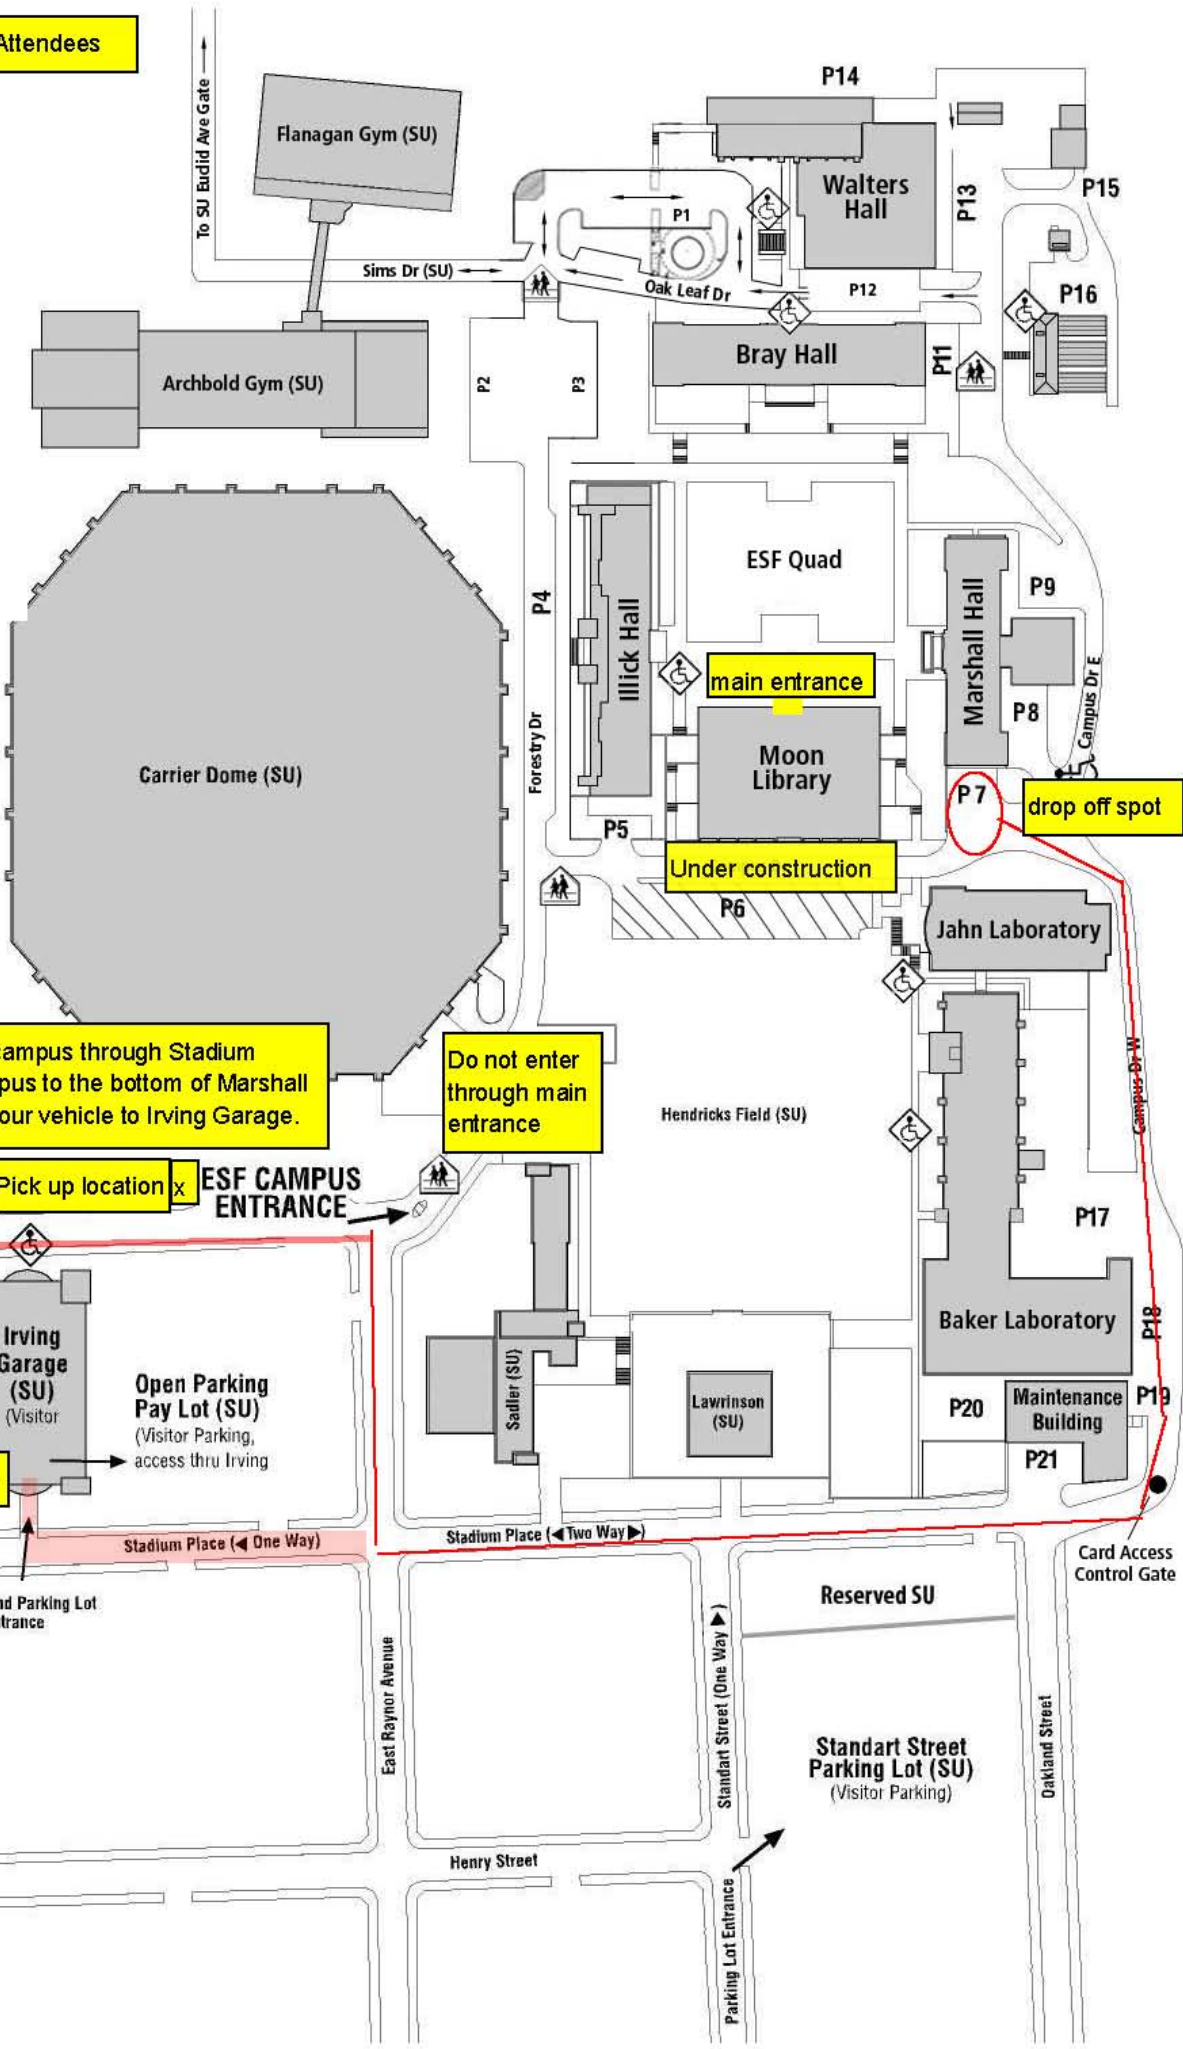 Attendees
To SU Euclid Ave Gate
Flanagan Gym (SU)
P14
Walters
Hall
P13
P15
P1
Sims Dr (SU)
Oak Leaf Dr
P12
P16
Archbold Gym (SU)
P2
P3
Bray Hall
P11
ESF Quad
P4
Illick Hall
Marshall Hall
P9
main entrance
P8
Campus Dr E
Forestry Dr
Carrier Dome (SU)
Moon
Library
P7
drop off spot
P5
Under construction
P6
Jahn Laboratory
campus through Stadium
pus to the bottom of Marshall
our vehicle to Irving Garage.
Do not enter
through main
entrance
Hendricks Field (SU)
Campus Dr W
Pick up location
x
ESF CAMPUS
ENTRANCE
P17
Irving
Garage
(SU)
(Visitor
Open Parking
Pay Lot (SU)
(Visitor Parking,
access thru Irving
Sadler (SU)
Lawrinson
(SU)
Baker Laboratory
P18
P20
Maintenance
Building
P19
P21
Stadium Place (◀ One Way)
Stadium Place (◀ Two Way ▶)
Card Access
Control Gate
nd Parking Lot
trance
Reserved SU
East Raynor Avenue
Standart Street (One Way ▶)
Oakland Street
Standart Street
Parking Lot (SU)
(Visitor Parking)
Henry Street
Parking Lot Entrance